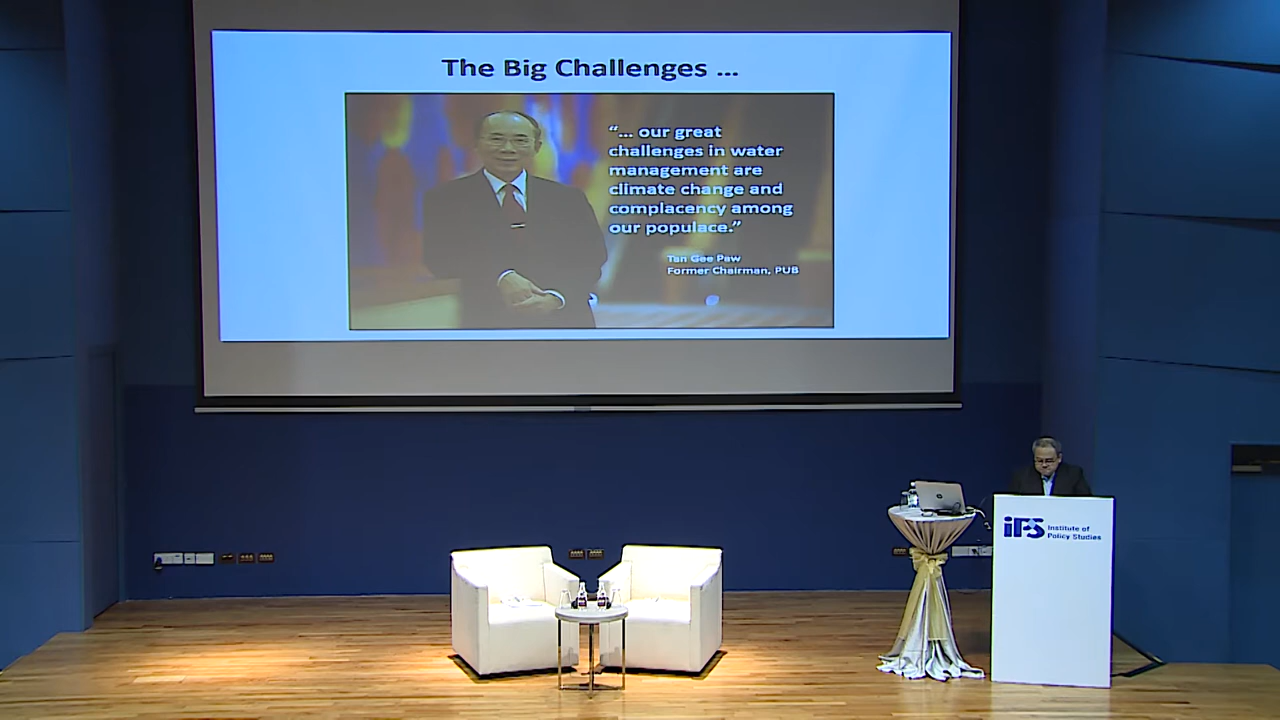 The Big Challenges ...
“... our great
challenges in water
management are
climate change and
complacency among
our populace.”
Tan Gee Paw
Former Chairman, PUB
iPS Institute of
Policy Studies